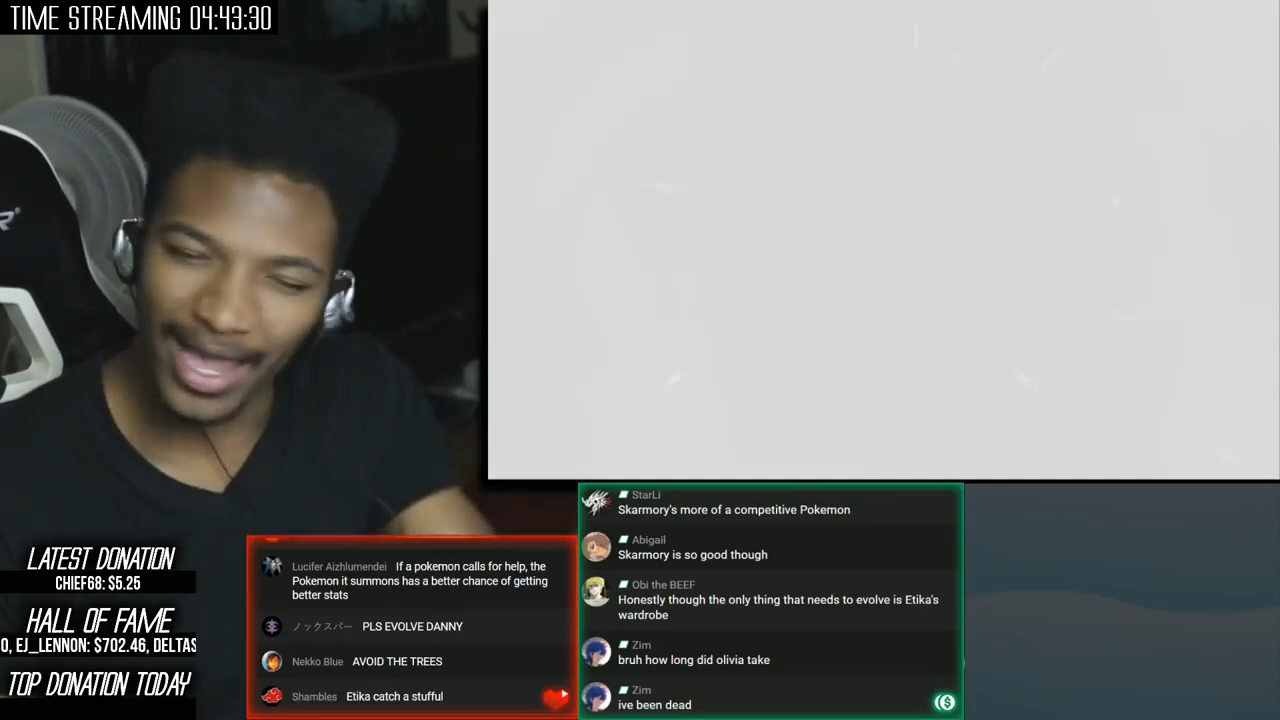 TIME STREAMING 04:43:30
StarLi
Skarmory's more of a competitive Pokemon
Abigail
Skarmory is so good though
Obi the BEEF
Honestly though the only thing that needs to evolve is Etika's
wardrobe
Zim
bruh how long did olivia take
Zim
ive been dead
Lucifer Aizhlumendei If a pokemon calls for help, the
Pokemon it summons has a better chance of getting
better stats
ノックスバー PLS EVOLVE DANNY
Nekko Blue AVOID THE TREES
Shambles Etika catch a stufful
LATEST DONATION
CHIEF68: $5.25
HALL OF FAME
0, EJ_LENNON: $702.46, DELTAS
TOP DONATION TODAY